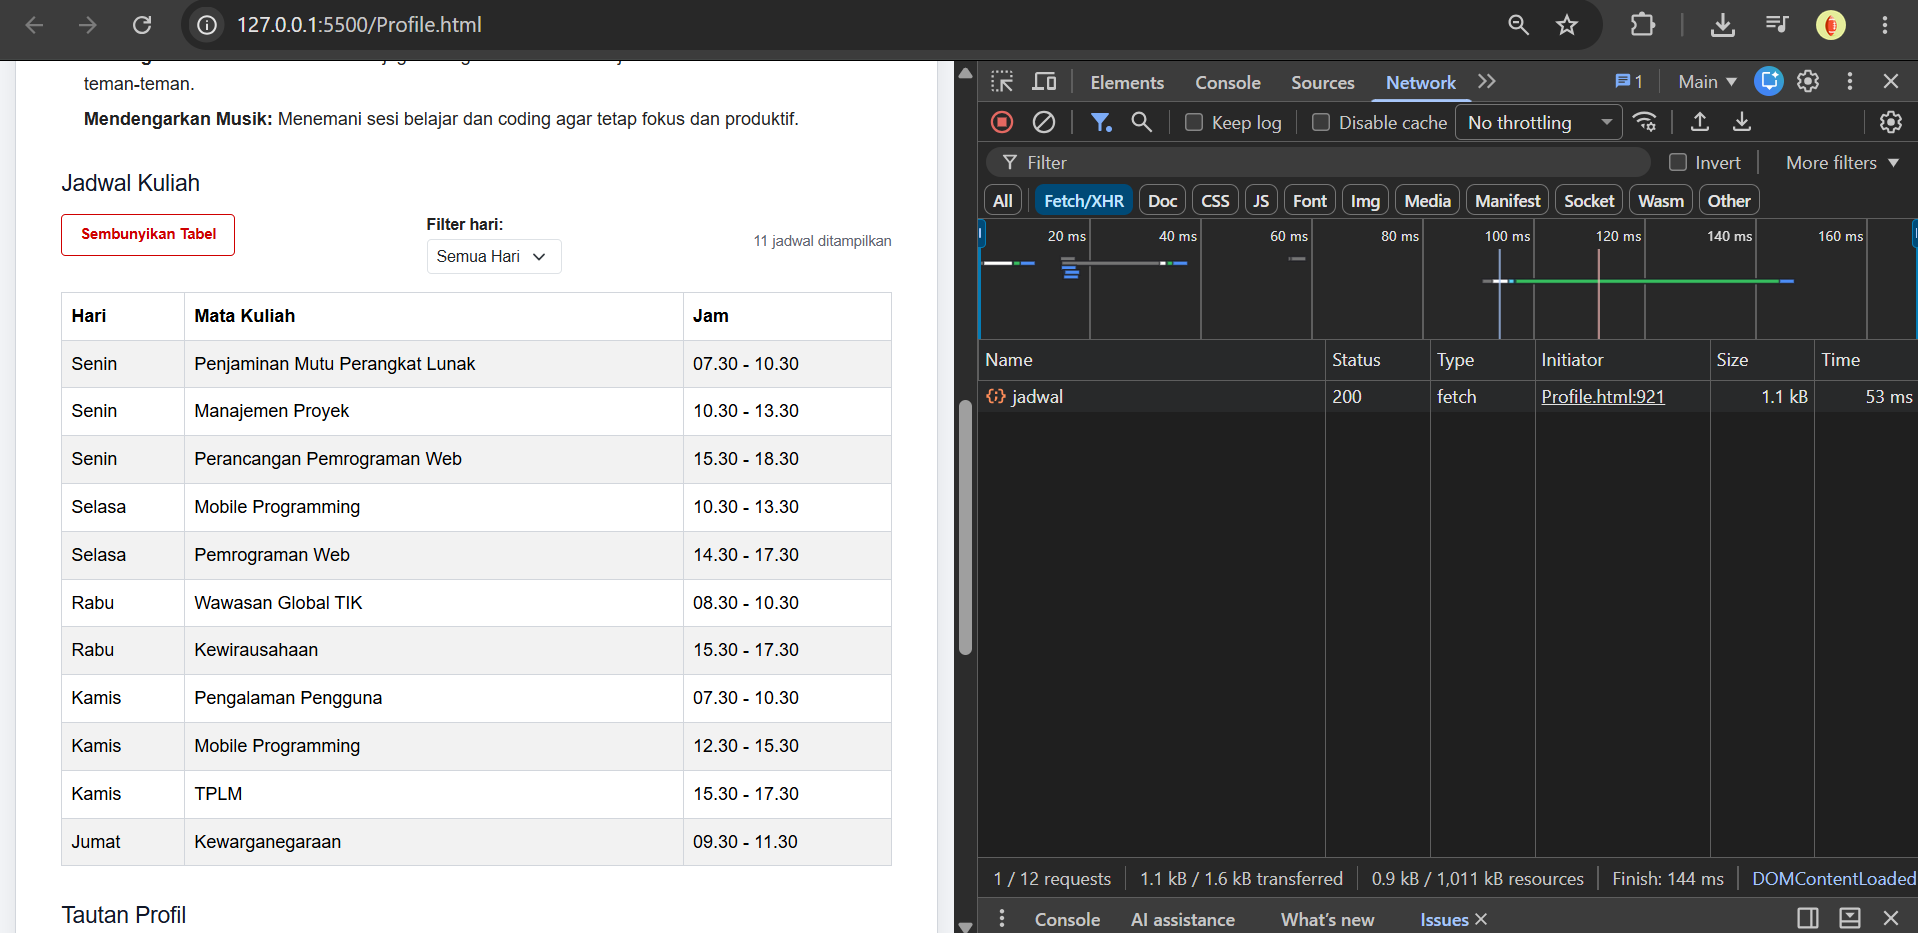 127.0.0.1:5500/Profile.html
teman-teman.
Mendengarkan Musik: Menemani sesi belajar dan coding agar tetap fokus dan produktif.
Jadwal Kuliah
Sembunyikan Tabel
Filter hari:
Semua Hari
11 jadwal ditampilkan
Hari Mata Kuliah Jam
Senin Penjaminan Mutu Perangkat Lunak 07.30 - 10.30
Senin Manajemen Proyek 10.30 - 13.30
Senin Perancangan Pemrograman Web 15.30 - 18.30
Selasa Mobile Programming 10.30 - 13.30
Selasa Pemrograman Web 14.30 - 17.30
Rabu Wawasan Global TIK 08.30 - 10.30
Rabu Kewirausahaan 15.30 - 17.30
Kamis Pengalaman Pengguna 07.30 - 10.30
Kamis Mobile Programming 12.30 - 15.30
Kamis TPLM 15.30 - 17.30
Jumat Kewarganegaraan 09.30 - 11.30
Tautan Profil
Elements Console Sources Network 1 Main
Keep log Disable cache No throttling
Filter Invert More filters
All Fetch/XHR Doc CSS JS Font Img Media Manifest Socket Wasm Other
20 ms 40 ms 60 ms 80 ms 100 ms 120 ms 140 ms 160 ms
Name Status Type Initiator Size Time
jadwal 200 fetch Profile.html:921 1.1 kB 53 ms
1 / 12 requests 1.1 kB / 1.6 kB transferred 0.9 kB / 1,011 kB resources Finish: 144 ms DOMContentLoaded
Console AI assistance What's new Issues